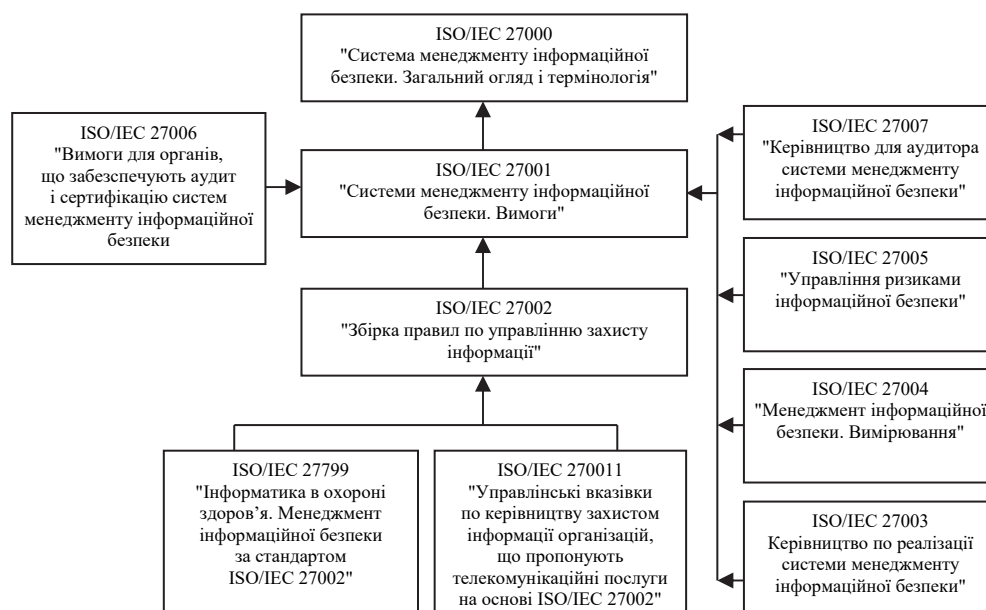 ISO/IEC 27000
"Система менеджменту інформаційної
безпеки. Загальний огляд і термінологія"
ISO/IEC 27006
"Вимоги для органів,
що забезспечують аудит
і сертифікацію систем
менеджменту інформаційної
безпеки
ISO/IEC 27001
"Системи менеджменту інформаційної
безпеки. Вимоги"
ISO/IEC 27007
"Керівництво для аудитора
системи менеджменту
інформаційної безпеки"
ISO/IEC 27005
"Управління ризиками
інформаційної безпеки"
ISO/IEC 27002
"Збірка правил по управлінню захисту
інформації"
ISO/IEC 27004
"Менеджмент інформаційної
безпеки. Вимірювання"
ISO/IEC 27799
"Інформатика в охороні
здоров’я. Менеджмент
інформаційної безпеки
за стандартом
ISO/IEC 27002"
ISO/IEC 270011
"Управлінські вказівки
по керівництву захистом
інформації організацій,
що пропонують
телекомунікаційні послуги
на основі ISO/IEC 27002"
ISO/IEC 27003
Керівництво по реалізації
системи менеджменту
інформаційної безпеки"